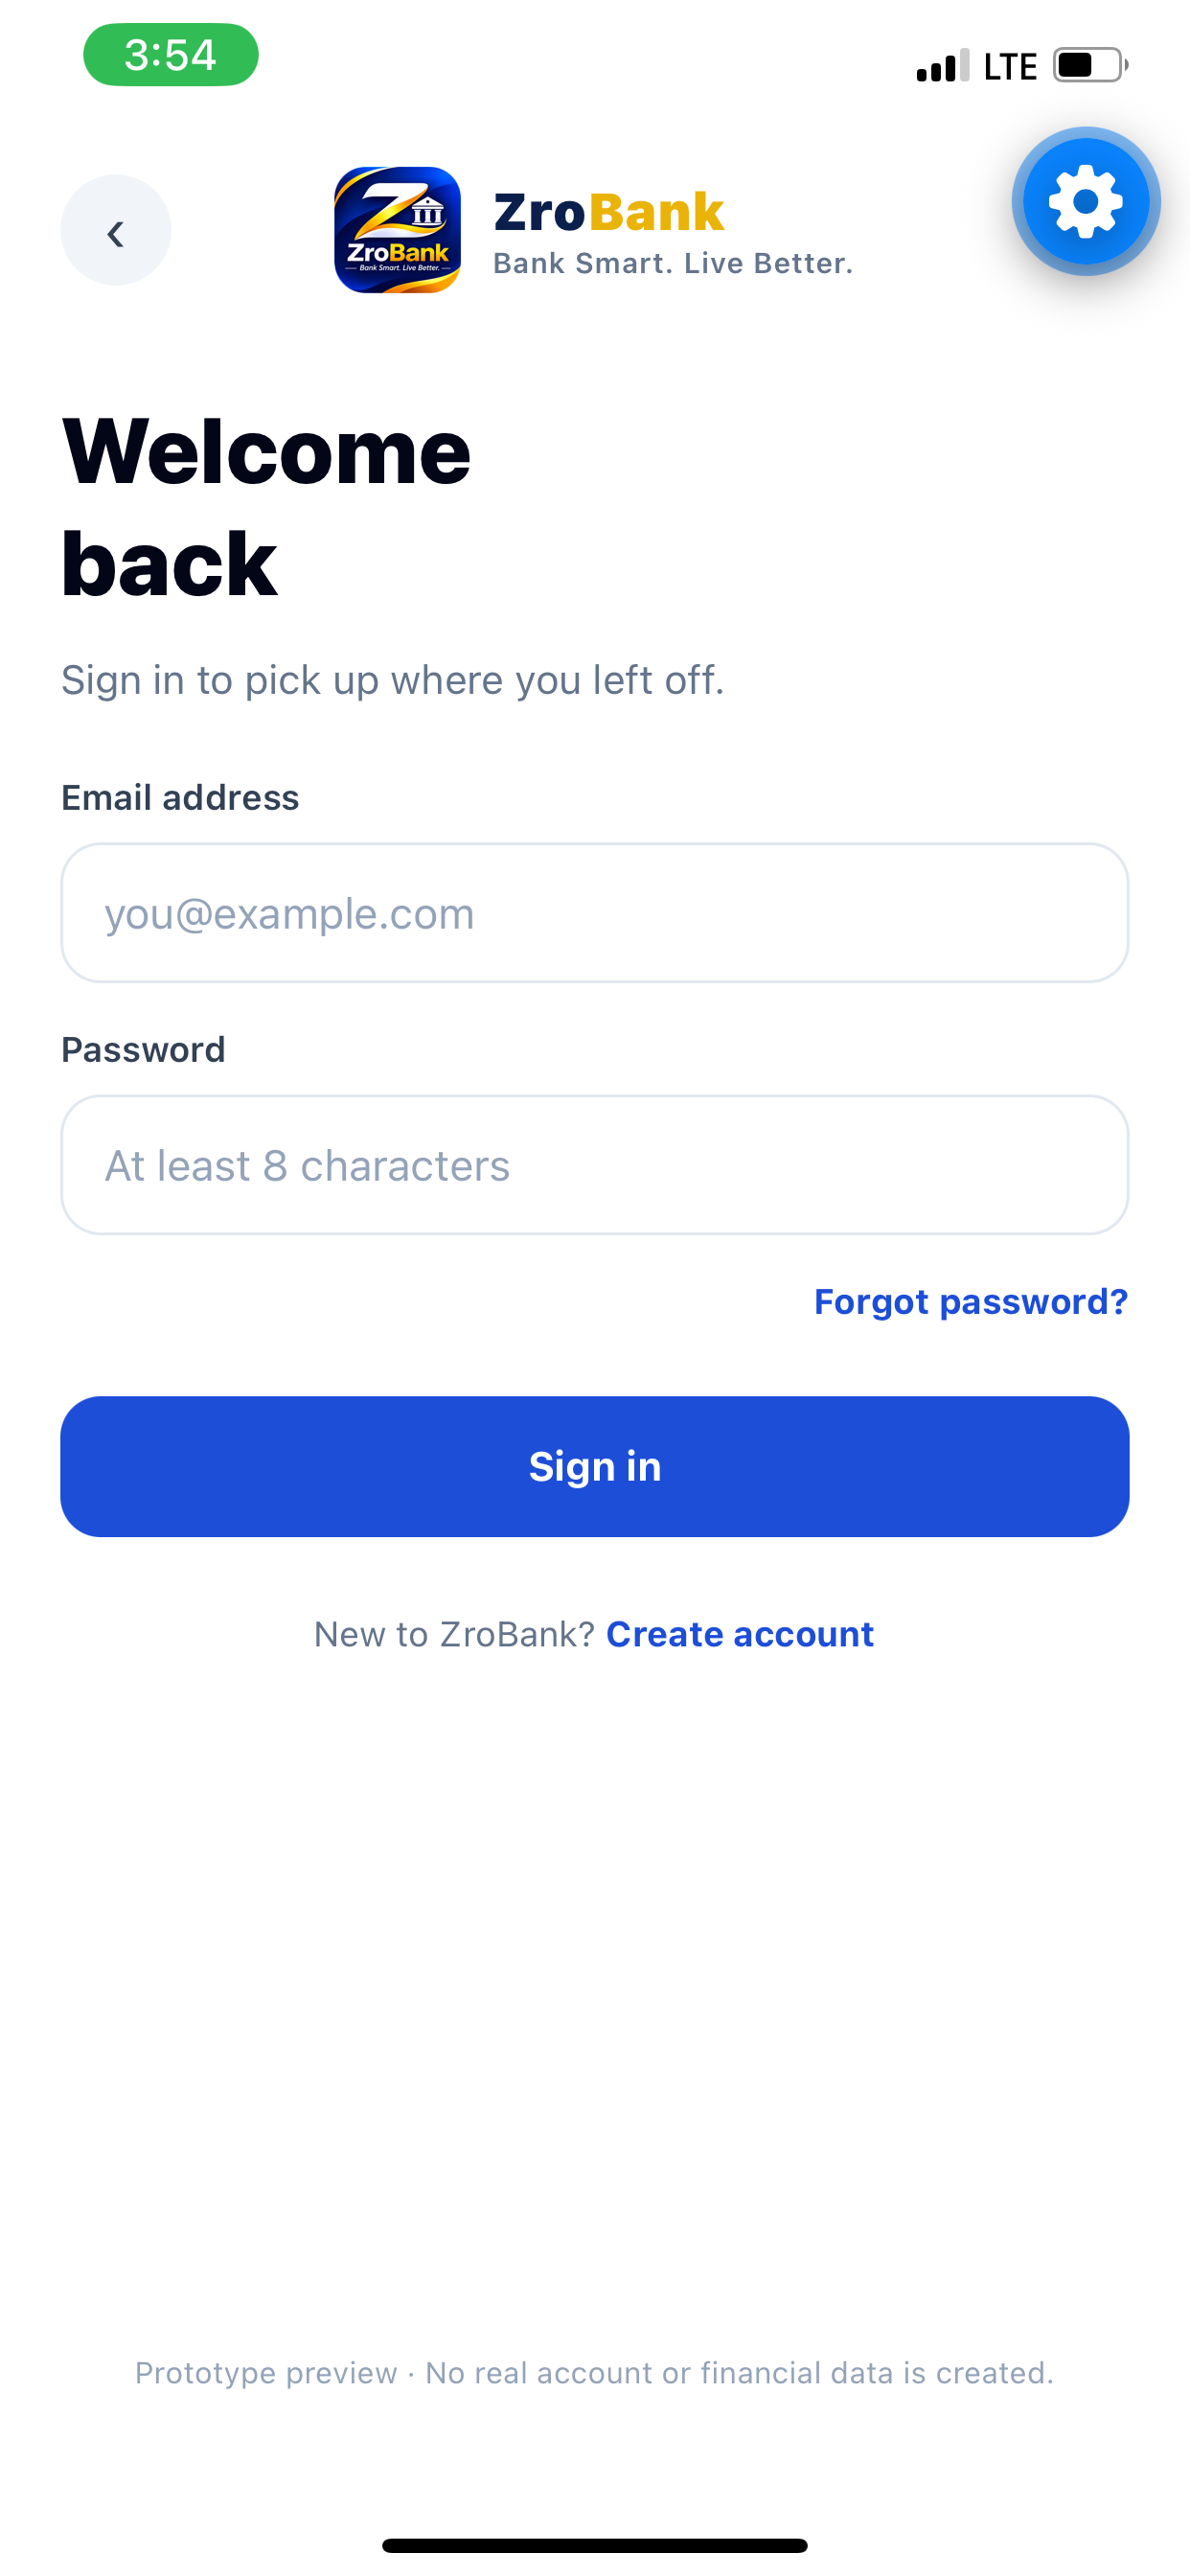 3:54
LTE
‹
ZroBank
Bank Smart. Live Better.
ZroBank
Bank Smart. Live Better.
Welcome
back
Sign in to pick up where you left off.
Email address
you@example.com
Password
At least 8 characters
Forgot password?
Sign in
New to ZroBank? Create account
Prototype preview · No real account or financial data is created.